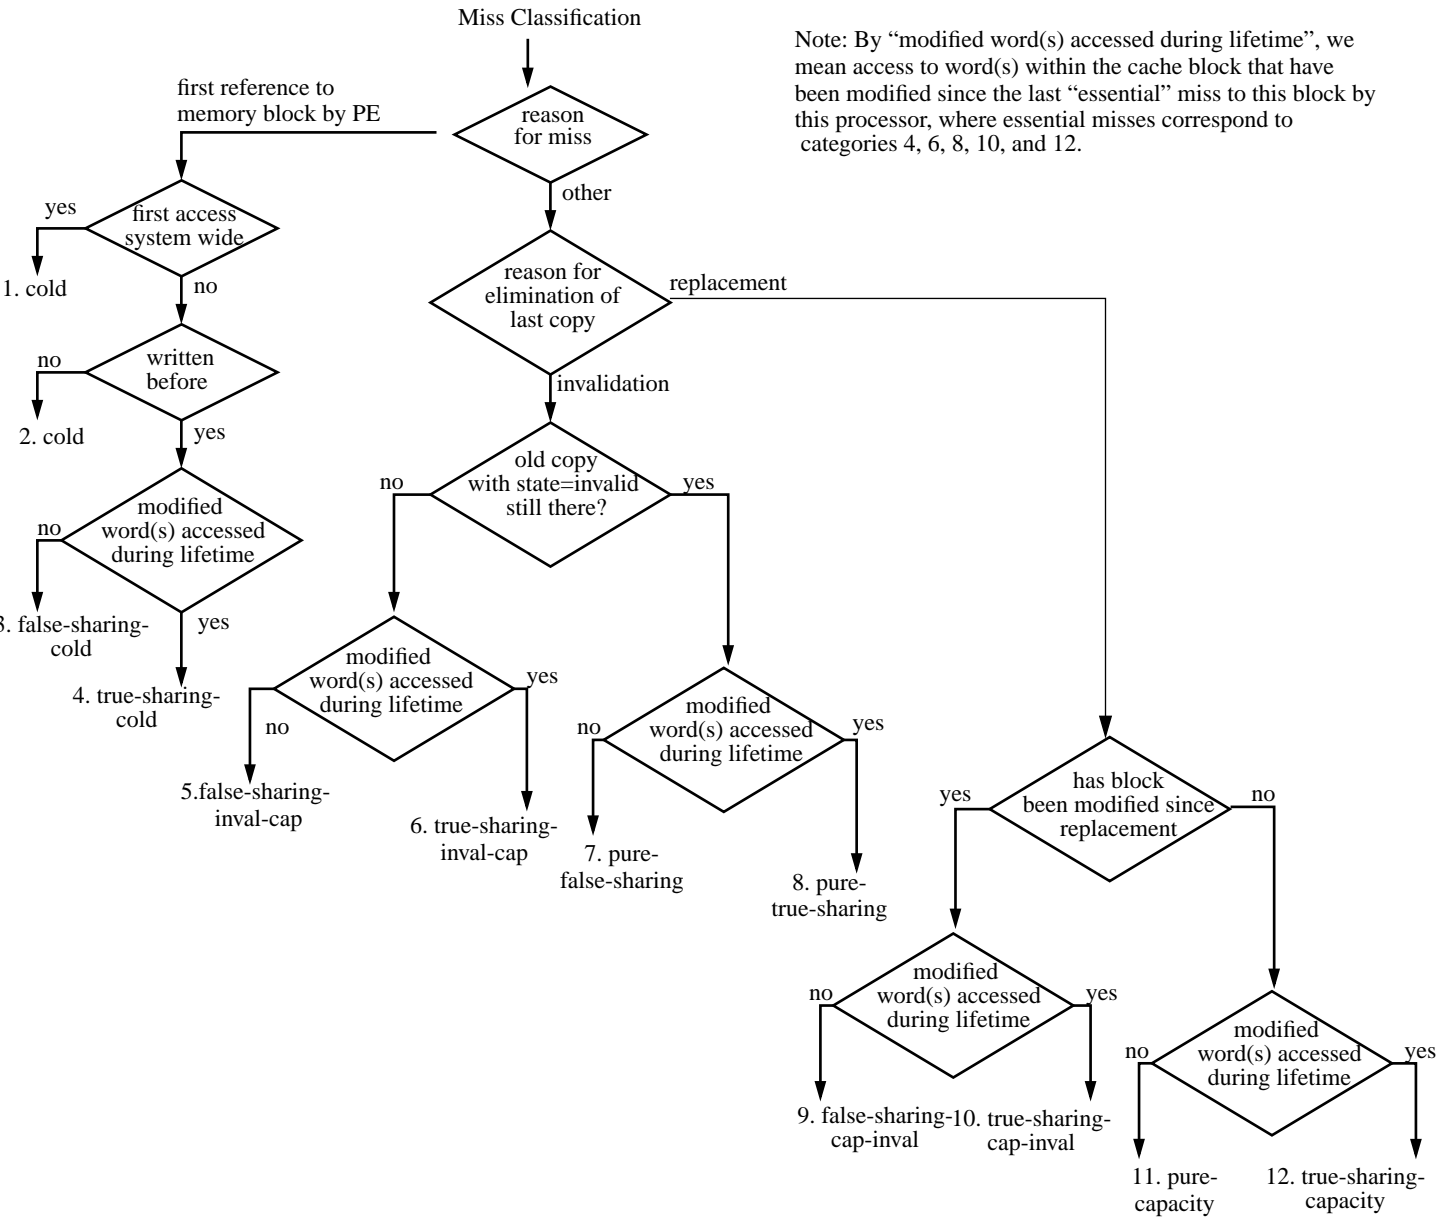 Miss Classification
Note: By “modified word(s) accessed during lifetime”, we
mean access to word(s) within the cache block that have
been modified since the last “essential” miss to this block by
this processor, where essential misses correspond to
categories 4, 6, 8, 10, and 12.
first reference to
memory block by PE
reason
for miss
other
yes
first access
system wide
1. cold
no
reason for
elimination of
last copy
replacement
invalidation
no
written
before
2. cold
yes
old copy
with state=invalid
still there?
no
yes
no
modified
word(s) accessed
during lifetime
3. false-sharing-
cold
yes
4. true-sharing-
cold
modified
word(s) accessed
during lifetime
no
yes
5.false-sharing-
inval-cap
6. true-sharing-
inval-cap
modified
word(s) accessed
during lifetime
no
yes
7. pure-
false-sharing
8. pure-
true-sharing
has block
been modified since
replacement
yes
no
modified
word(s) accessed
during lifetime
no
yes
9. false-sharing-
cap-inval
10. true-sharing-
cap-inval
modified
word(s) accessed
during lifetime
no
yes
11. pure-
capacity
12. true-sharing-
capacity